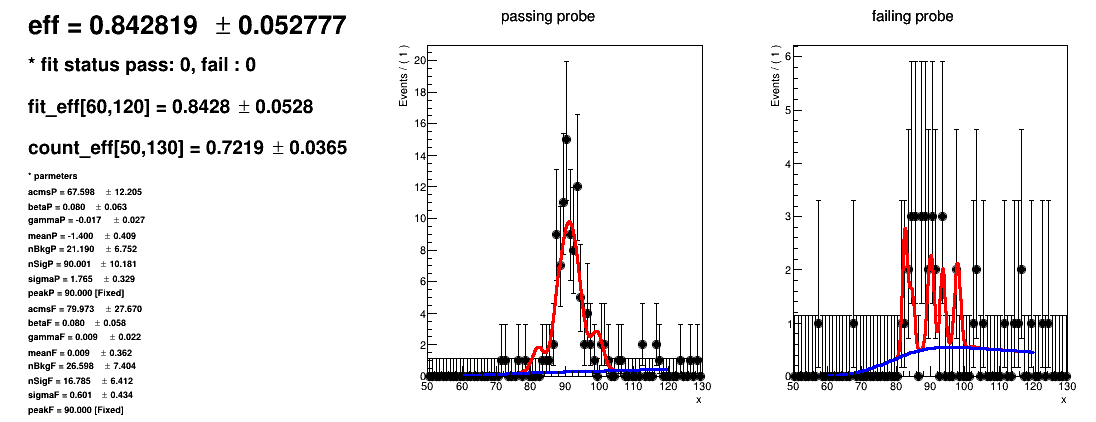 eff = 0.842819 ± 0.052777
* fit status pass: 0, fail : 0
fit_eff[60,120] = 0.8428 ± 0.0528
count_eff[50,130] = 0.7219 ± 0.0365
* parmeters
acmsP = 67.598 ± 12.205
betaP = 0.080 ± 0.063
gammaP = -0.017 ± 0.027
meanP = -1.400 ± 0.409
nBkgP = 21.190 ± 6.752
nSigP = 90.001 ± 10.181
sigmaP = 1.765 ± 0.329
peakP = 90.000 [Fixed]
acmsF = 79.973 ± 27.670
betaF = 0.080 ± 0.058
gammaF = 0.009 ± 0.022
meanF = 0.009 ± 0.362
nBkgF = 26.598 ± 7.404
nSigF = 16.785 ± 6.412
sigmaF = 0.601 ± 0.434
peakF = 90.000 [Fixed]
passing probe
Events / ( 1 )
20
18
16
14
12
10
8
6
4
2
0
50 60 70 80 90 100 110 120 130
x
failing probe
Events / ( 1 )
6
5
4
3
2
1
0
50 60 70 80 90 100 110 120 130
x